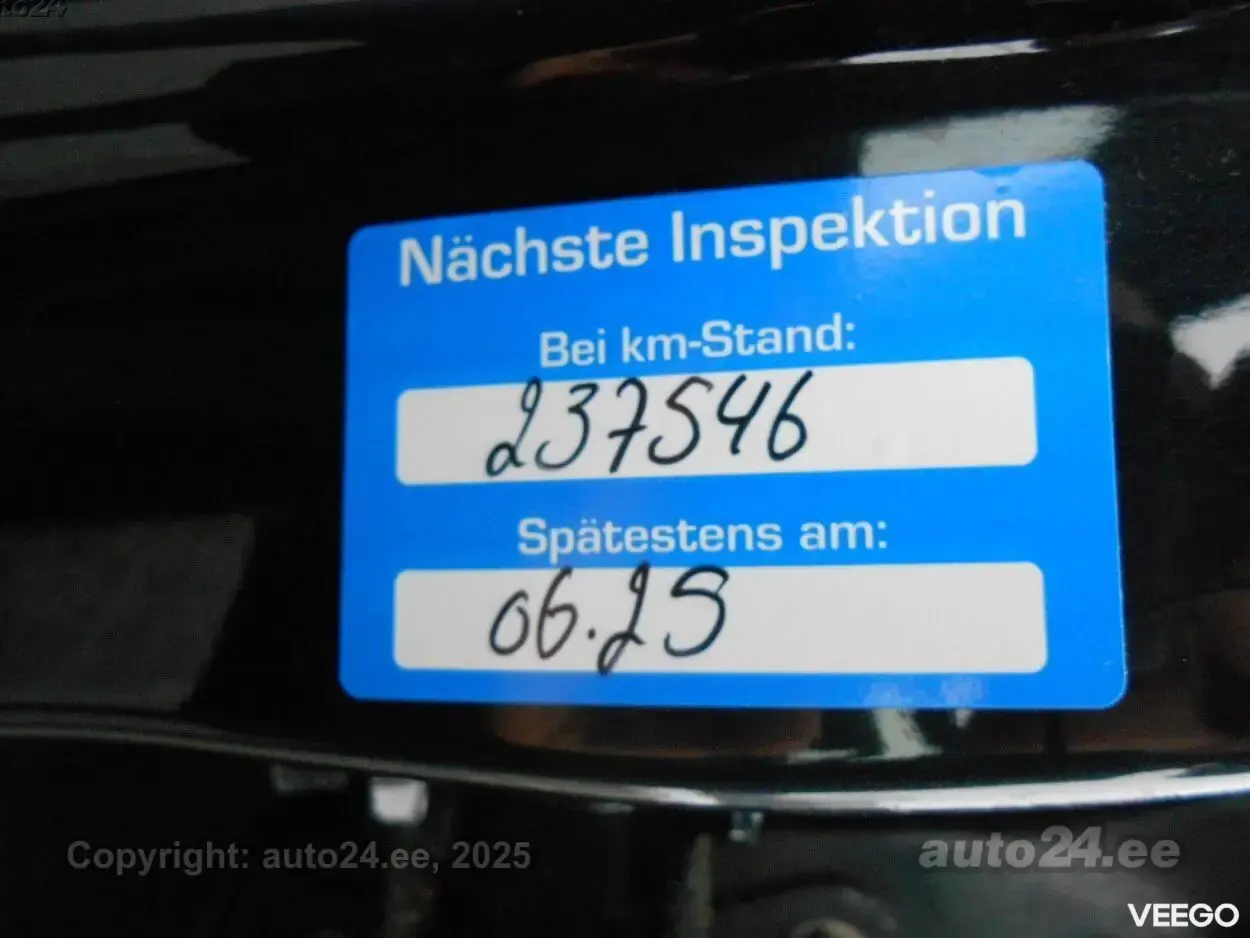 Nächste Inspektion
Bei km-Stand:
237546
Spätestens am:
06.25
Copyright: auto24.ee, 2025
auto24.ee
VEEGO